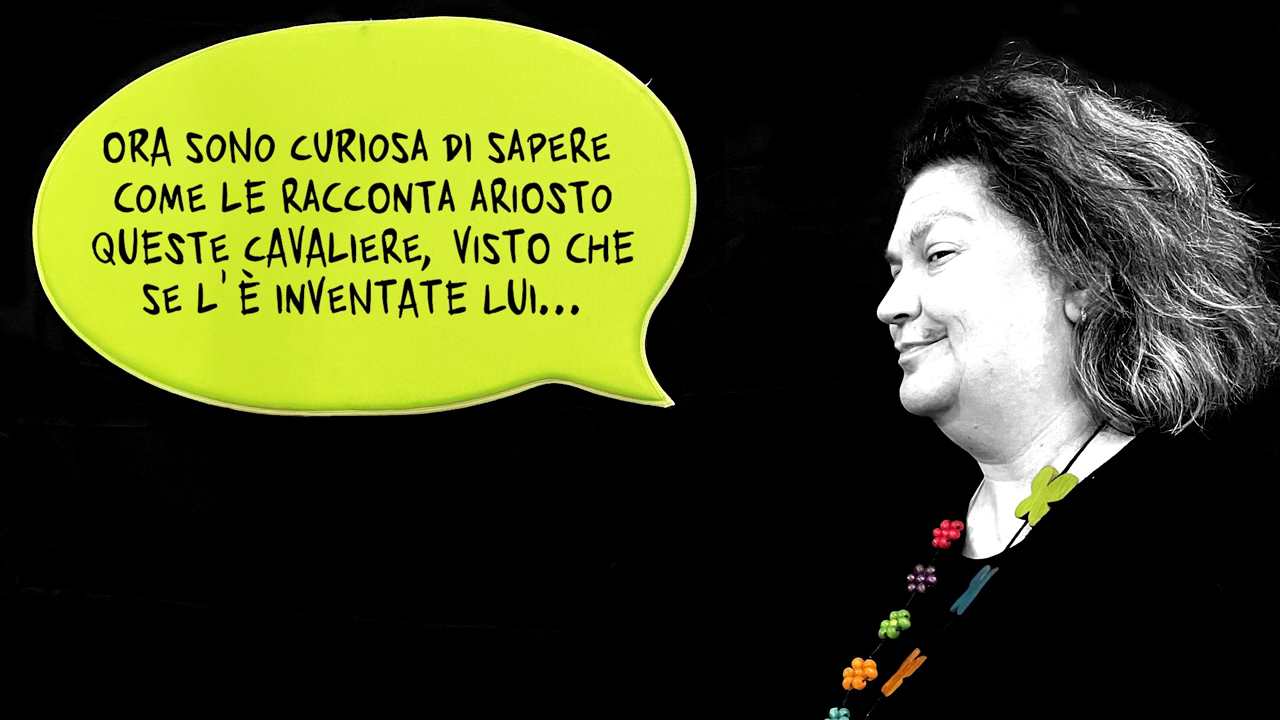 ORA SONO CURIOSA DI SAPERE
COME LE RACCONTA ARIOSTO
QUESTE CAVALIERE, VISTO CHE
SE L'È INVENTATE LUI...